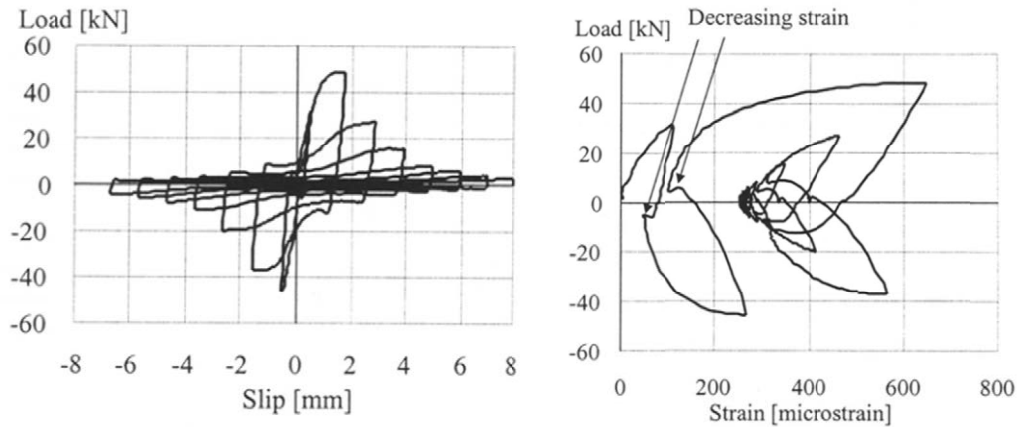 Load [kN]
60
40
20
0
-20
-40
-60
-8 -6 -4 -2 0 2 4 6 8
Slip [mm]
Decreasing strain
Load [kN]
60
40
20
0
-20
-40
-60
0 200 400 600 800
Strain [microstrain]